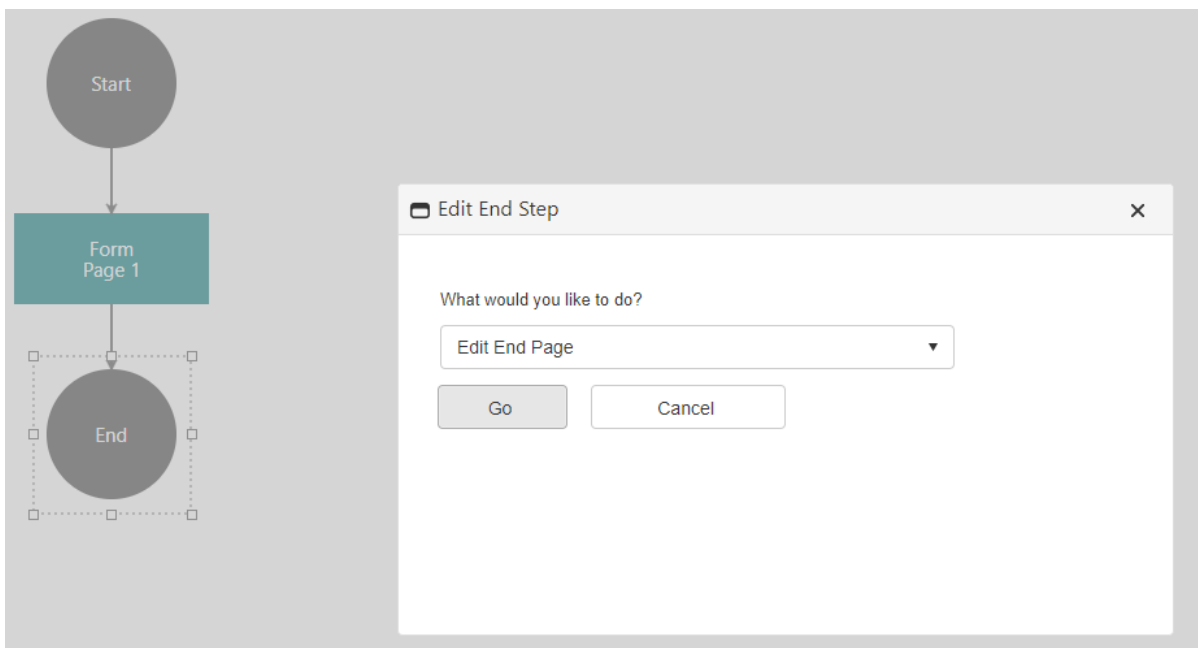 Start
Form
Page 1
End
Edit End Step
What would you like to do?
Edit End Page
Go
Cancel